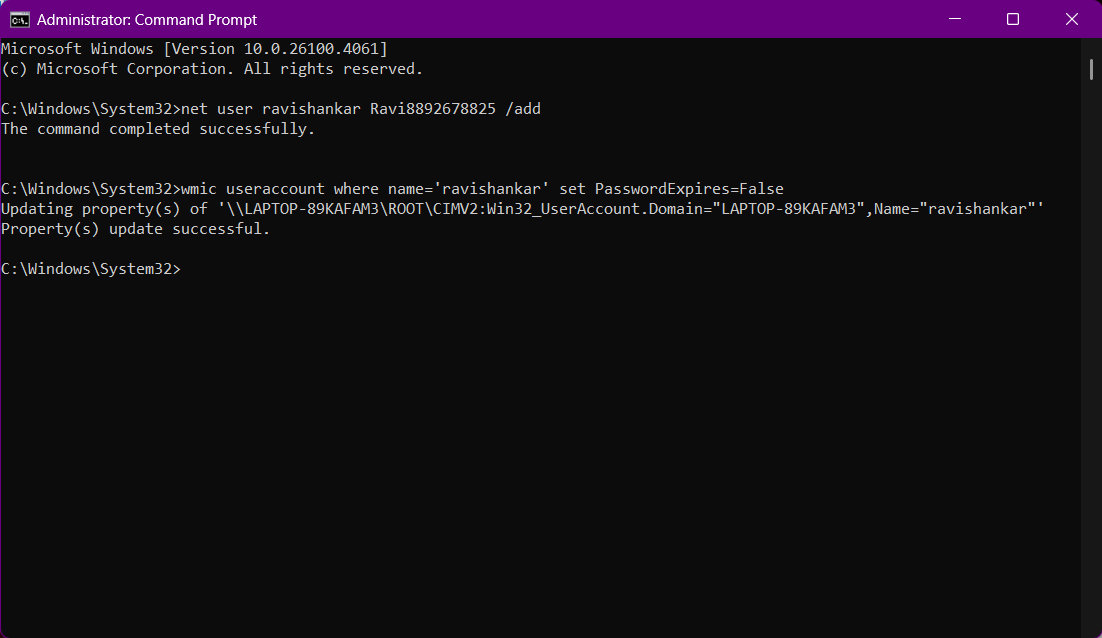 Administrator: Command Prompt
Microsoft Windows [Version 10.0.26100.4061]
(c) Microsoft Corporation. All rights reserved.
C:\Windows\System32>net user ravishankar Ravi8892678825 /add
The command completed successfully.
C:\Windows\System32>wmic useraccount where name='ravishankar' set PasswordExpires=False
Updating property(s) of '\\LAPTOP-89KAFAM3\ROOT\CIMV2:Win32_UserAccount.Domain="LAPTOP-89KAFAM3",Name="ravishankar"'
Property(s) update successful.
C:\Windows\System32>